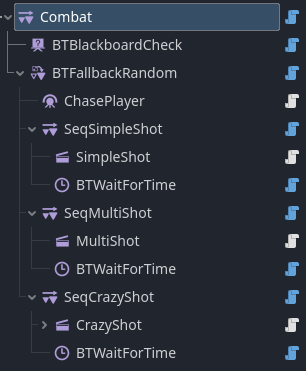 Combat
BTBlackboardCheck
BTFallbackRandom
ChasePlayer
SeqSimpleShot
SimpleShot
BTWaitForTime
SeqMultiShot
MultiShot
BTWaitForTime
SeqCrazyShot
CrazyShot
BTWaitForTime